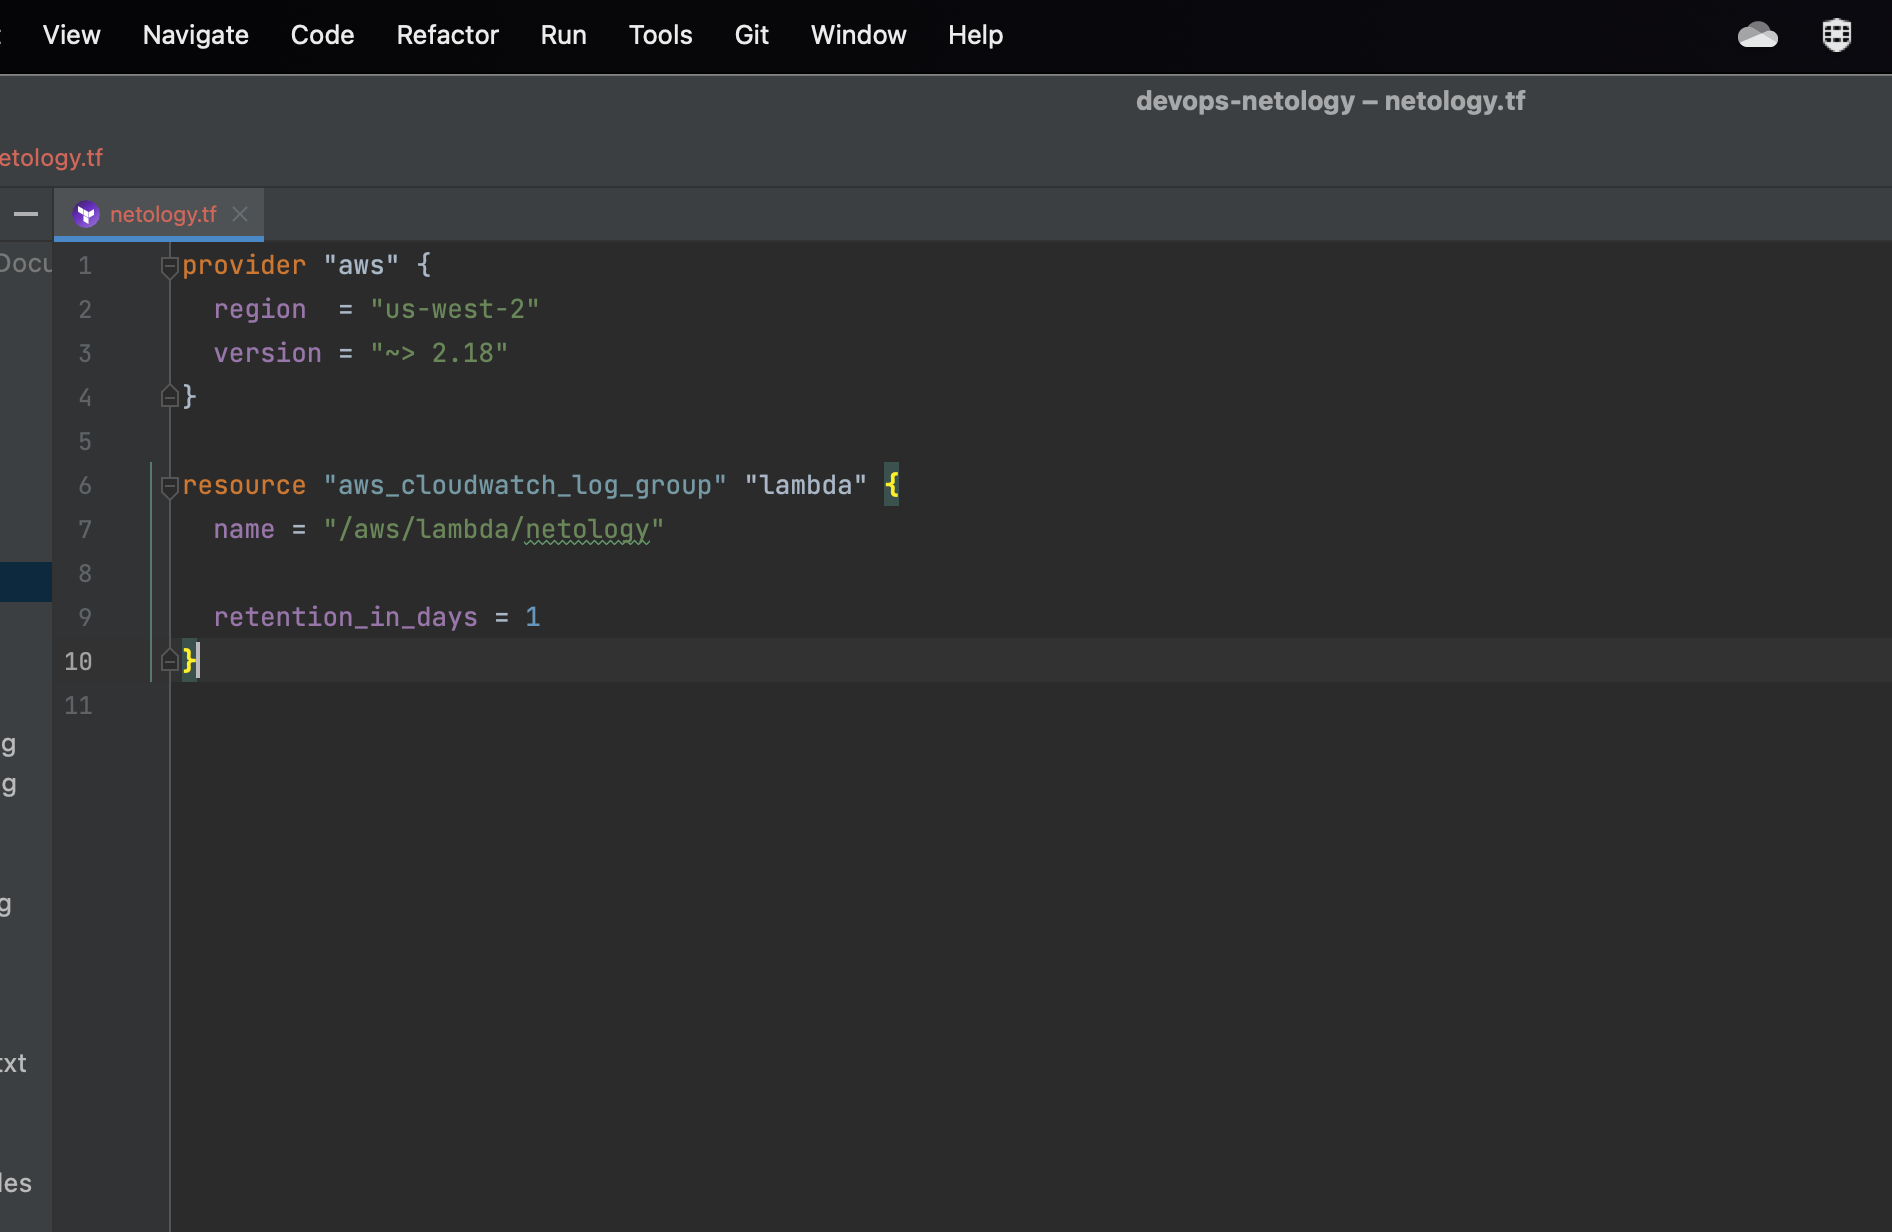 View Navigate Code Refactor Run Tools Git Window Help
devops-netology – netology.tf
etology.tf
netology.tf
Docu
1 provider "aws" {
2 region  = "us-west-2"
3 version = "~> 2.18"
4 }
5
6 resource "aws_cloudwatch_log_group" "lambda" {
7 name = "/aws/lambda/netology"
8
9 retention_in_days = 1
10 }
11
g
g
g
txt
les